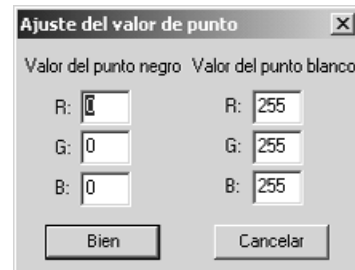 Ajuste del valor de punto
Valor del punto negro Valor del punto blanco
R: 0 R: 255
G: 0 G: 255
B: 0 B: 255
Bien Cancelar